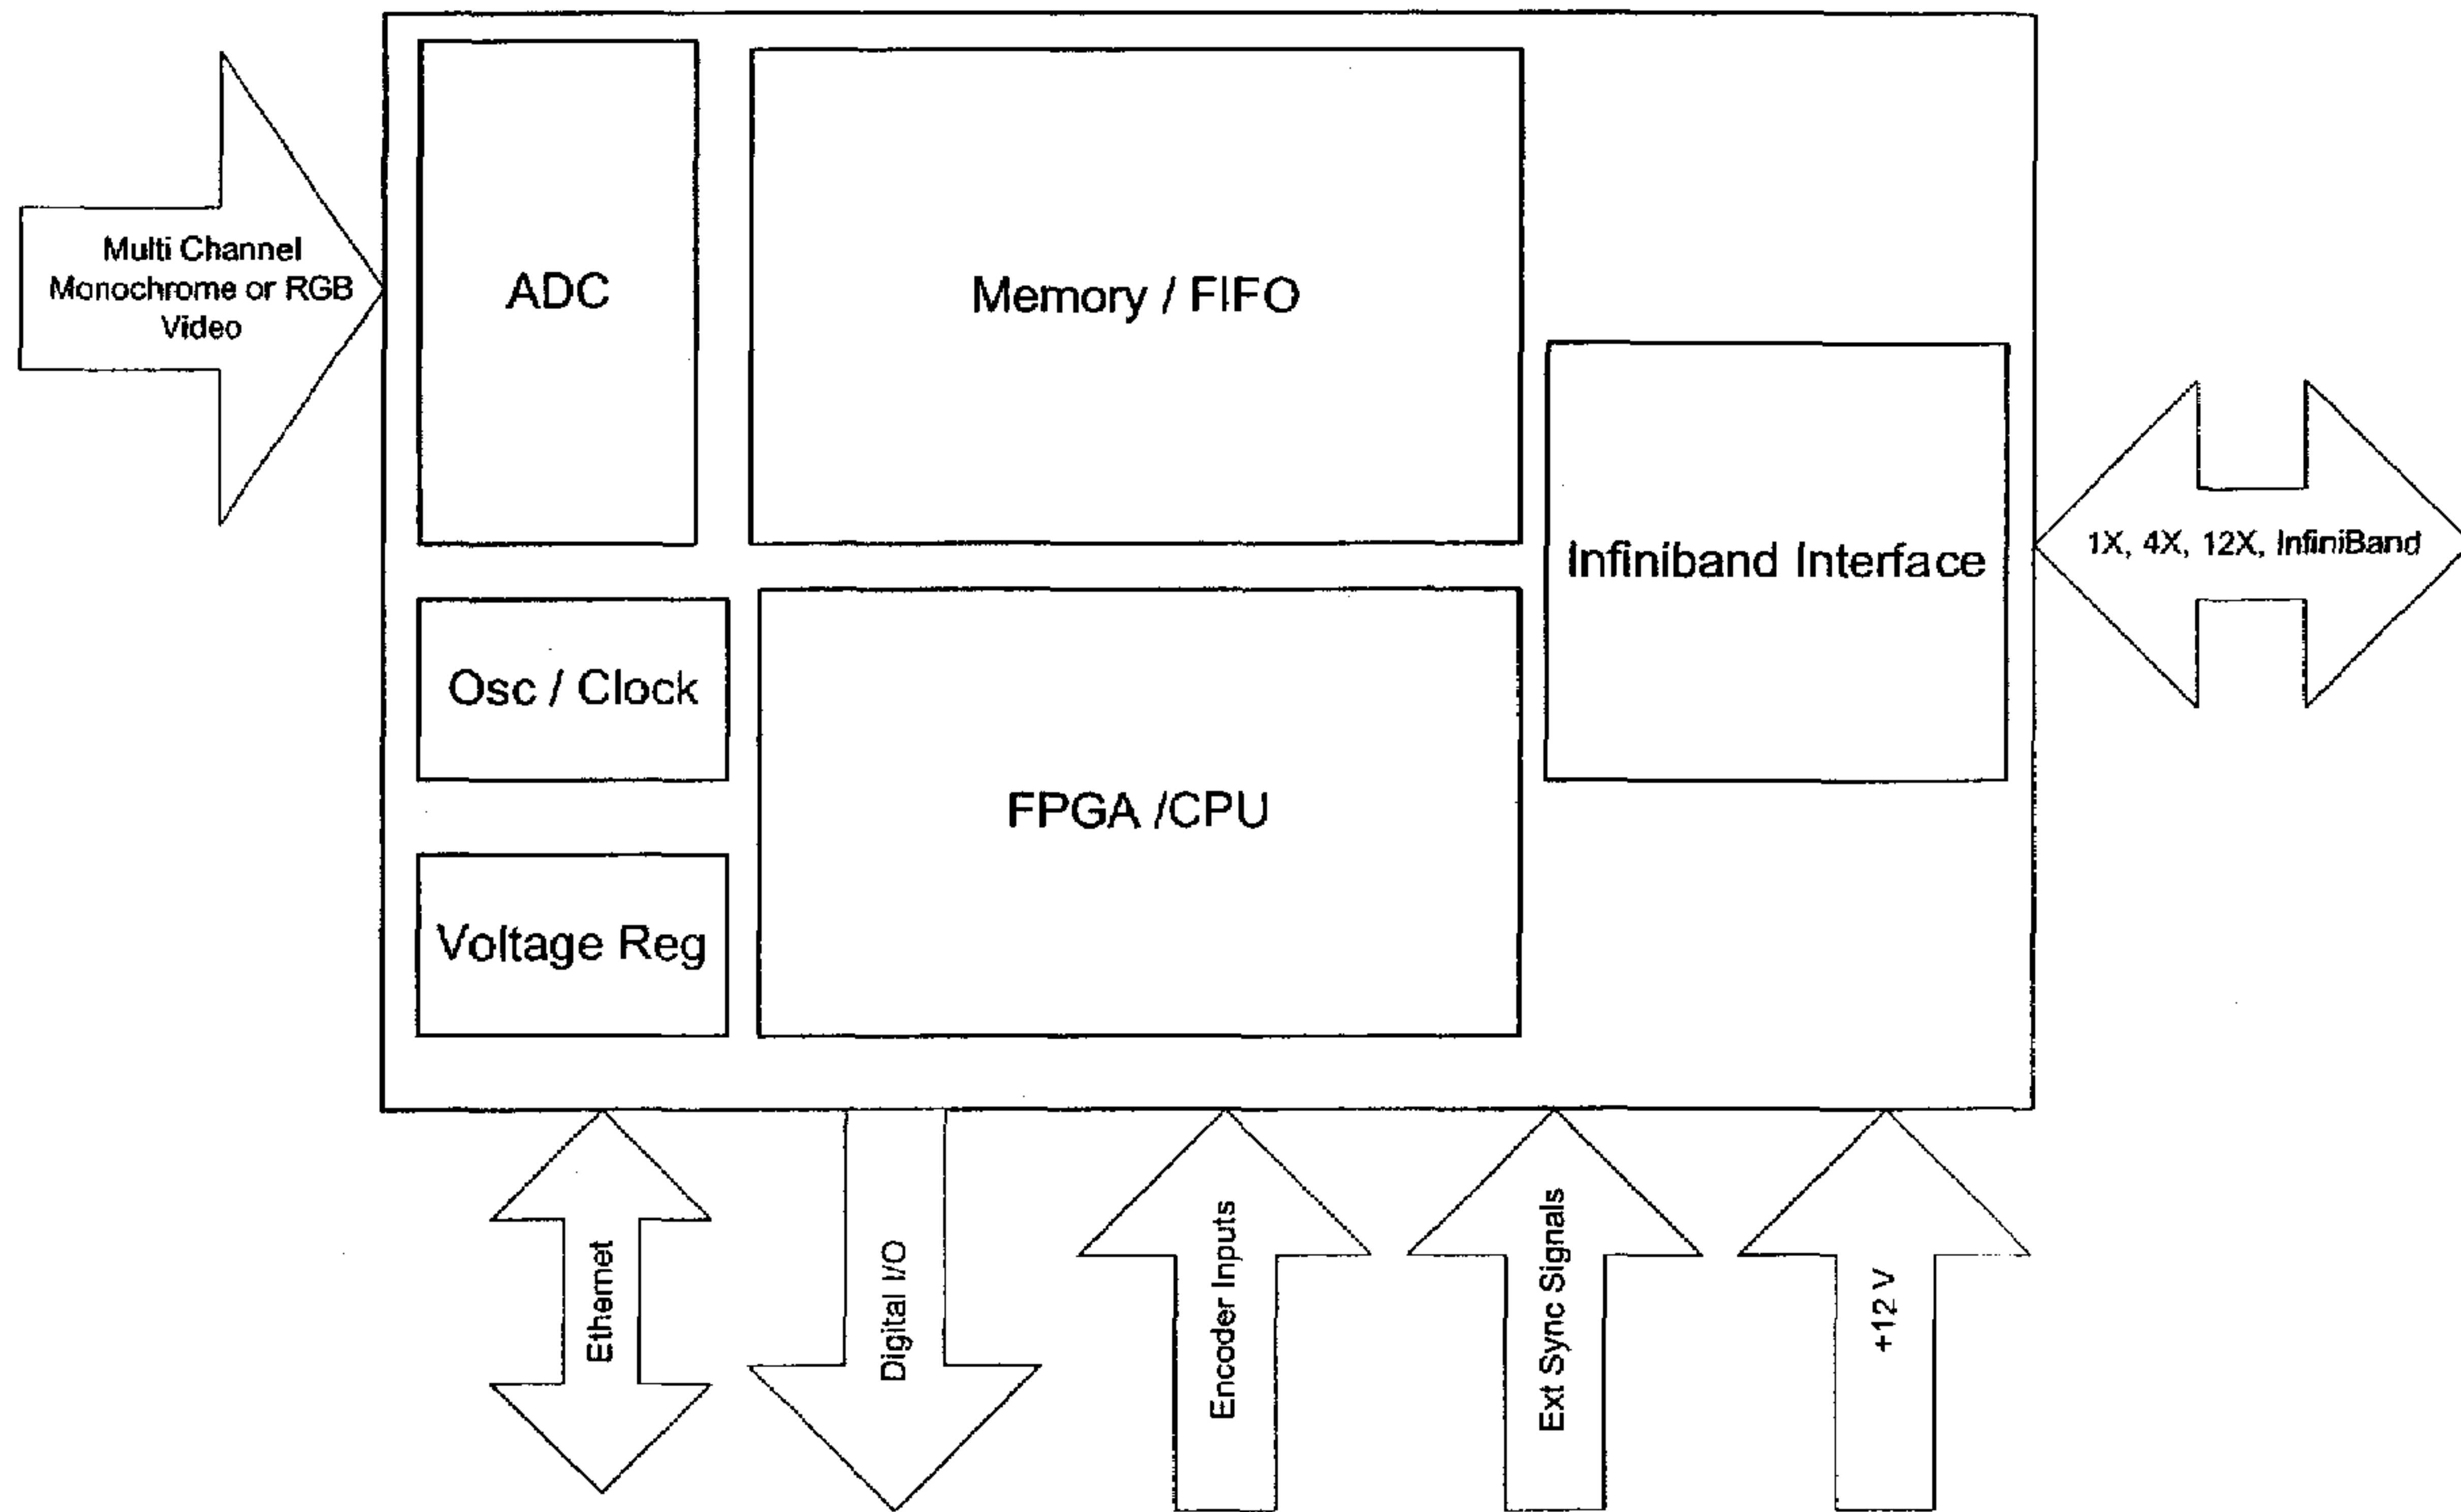 Multi Channel
Monochrome or RGB
Video
ADC
Memory / FIFO
Infiniband Interface
1X, 4X, 12X, InfiniBand
Osc / Clock
FPGA /CPU
Voltage Reg
Ethernet
Digital I/O
Encoder Inputs
Ext Sync Signals
+12 V